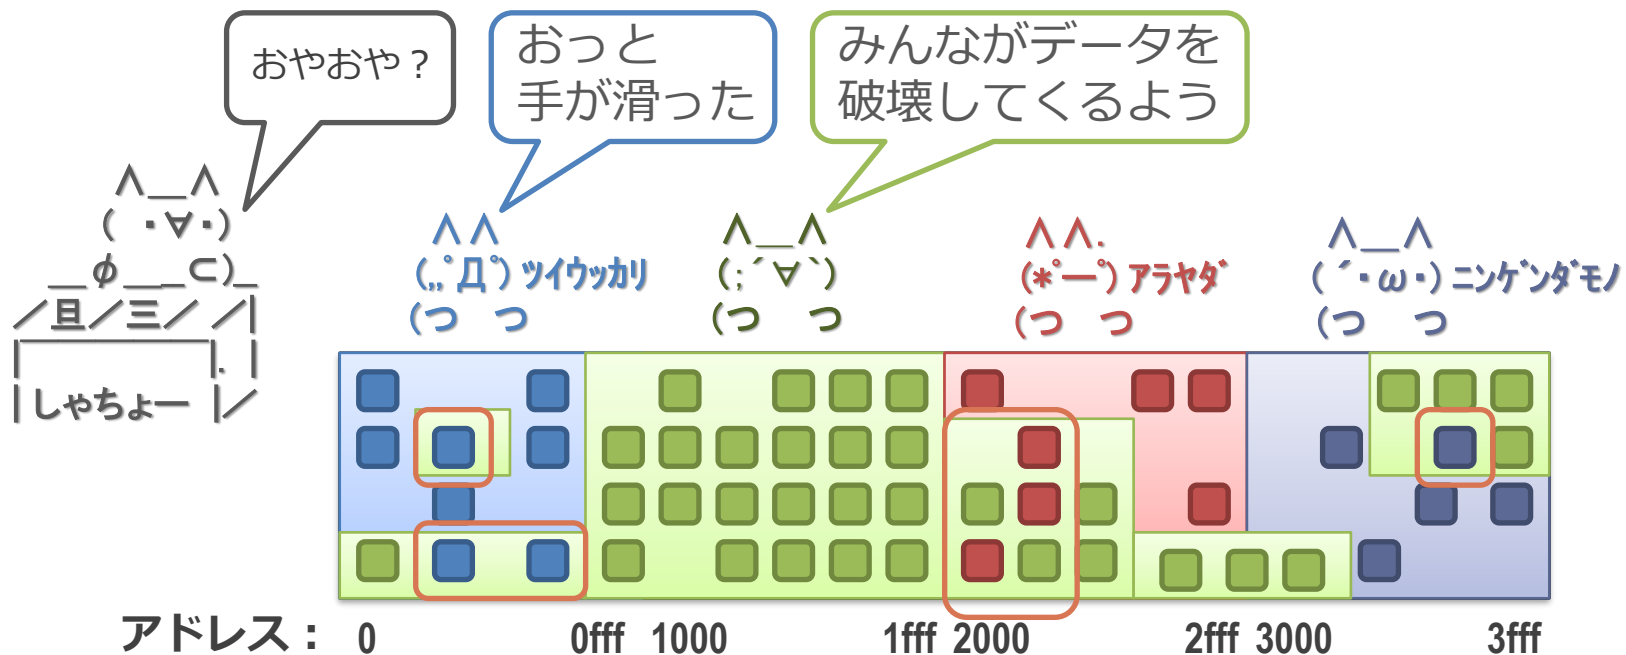 おやおや？
おっと
手が滑った
みんながデータを
破壊してくるよう
∧＿∧
( ・∀・)
＿φ＿＿⊂)_
／旦／三／ ／|
|￣￣￣￣￣|. |
| しゃちょー |／
∧ ∧
(,,ﾟДﾟ) ﾂｲｳｯｶﾘ
(つ つ
∧＿∧
(;´∀`)
(つ つ
∧ ∧.
(*ﾟーﾟ) ｱﾗﾔﾀﾞ
(つ つ
∧＿∧
(´・ω・) ﾆﾝｹﾞﾝﾀﾞﾓﾉ
(つ つ
アドレス： 0 0fff 1000 1fff 2000 2fff 3000 3fff